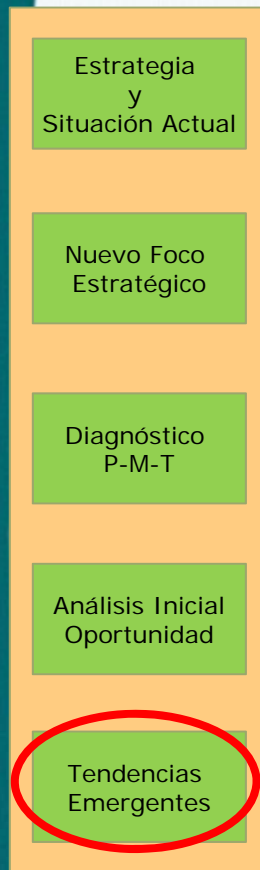 Estrategia
y
Situación Actual
Nuevo Foco
Estratégico
Diagnóstico
P-M-T
Análisis Inicial
Oportunidad
Tendencias
Emergentes